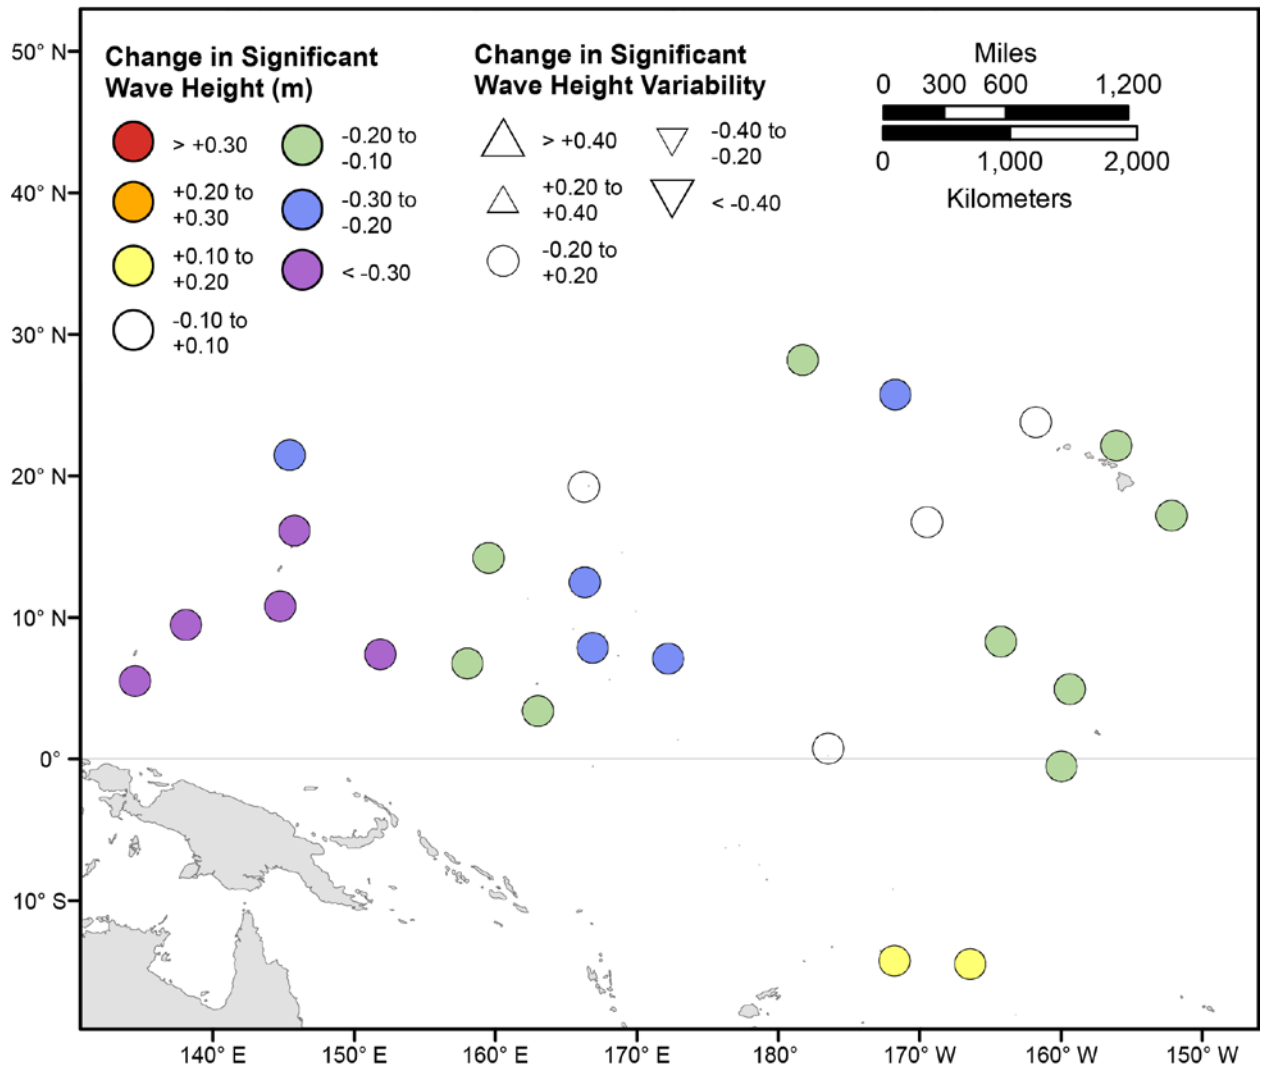 Change in Significant
Wave Height (m)
> +0.30
+0.20 to
+0.30
+0.10 to
+0.20
-0.10 to
+0.10
-0.20 to
-0.10
-0.30 to
-0.20
< -0.30
Change in Significant
Wave Height Variability
> +0.40
+0.20 to
+0.40
-0.20 to
+0.20
-0.40 to
-0.20
< -0.40
Miles
0 300 600 1,200
0 1,000 2,000
Kilometers
50° N
40° N
30° N
20° N
10° N
0°
10° S
140° E 150° E 160° E 170° E 180° 170° W 160° W 150° W